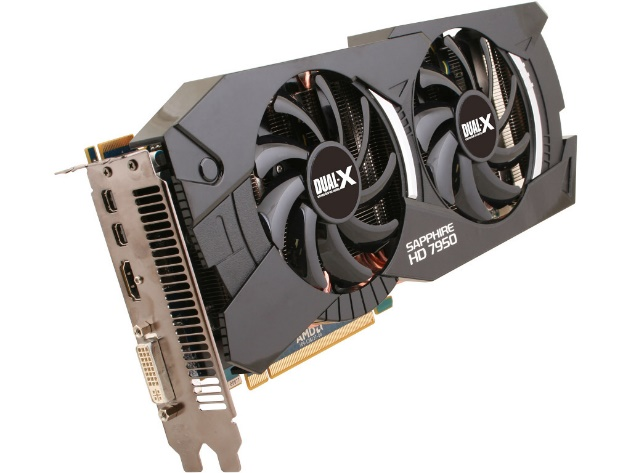 DUAL-X
DUAL-X
SAPPHIRE
HD 7950
AMD